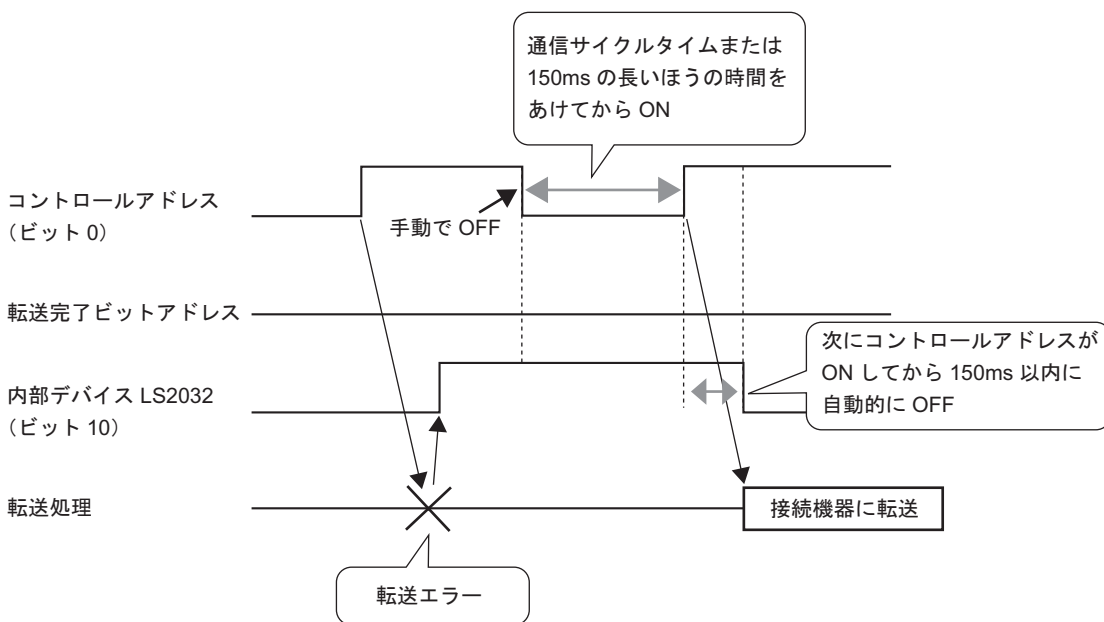 通信サイクルタイムまたは
150ms の長いほうの時間を
あけてから ON
コントロールアドレス
（ビット 0）
手動で OFF
転送完了ビットアドレス
次にコントロールアドレスが
ON してから 150ms 以内に
自動的に OFF
内部デバイス LS2032
（ビット 10）
転送処理
接続機器に転送
転送エラー